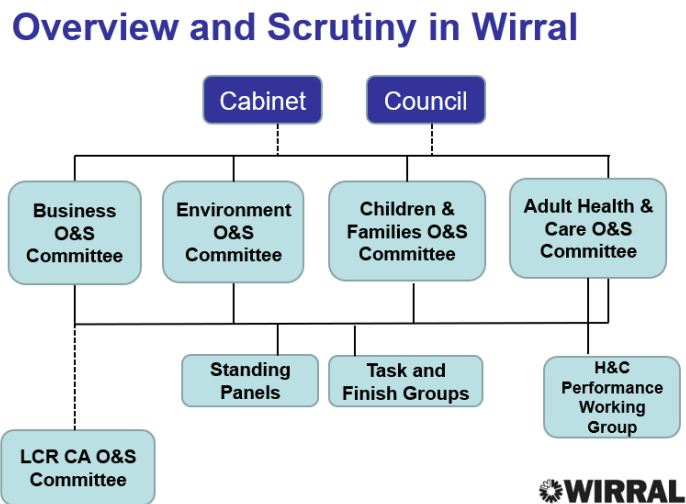 Overview and Scrutiny in Wirral
Cabinet
Council
Business
O&S
Committee
Environment
O&S
Committee
Children &
Families O&S
Committee
Adult Health &
Care O&S
Committee
Standing
Panels
Task and
Finish Groups
H&C
Performance
Working
Group
LCR CA O&S
Committee
WIRRAL